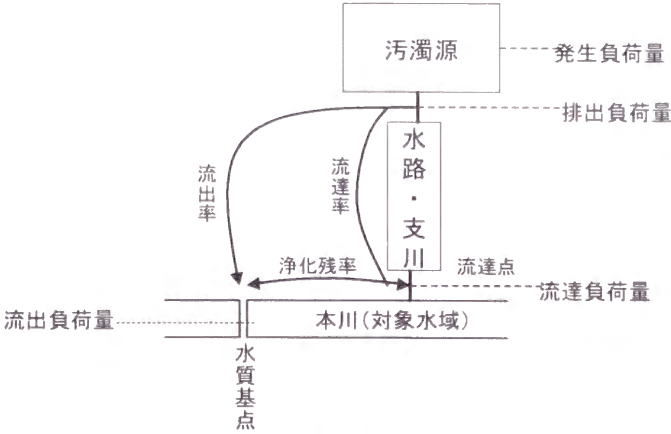 汚濁源
発生負荷量
排出負荷量
水路・支川
流出率
流達率
浄化残率
流達点
流達負荷量
流出負荷量
本川(対象水域)
水質基点